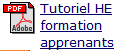 PDF
Adobe
Tutoriel HE
formation
apprenants